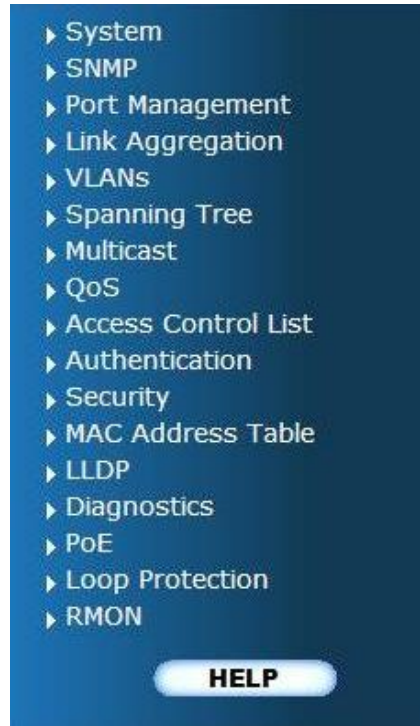 System
SNMP
Port Management
Link Aggregation
VLANs
Spanning Tree
Multicast
QoS
Access Control List
Authentication
Security
MAC Address Table
LLDP
Diagnostics
PoE
Loop Protection
RMON
HELP